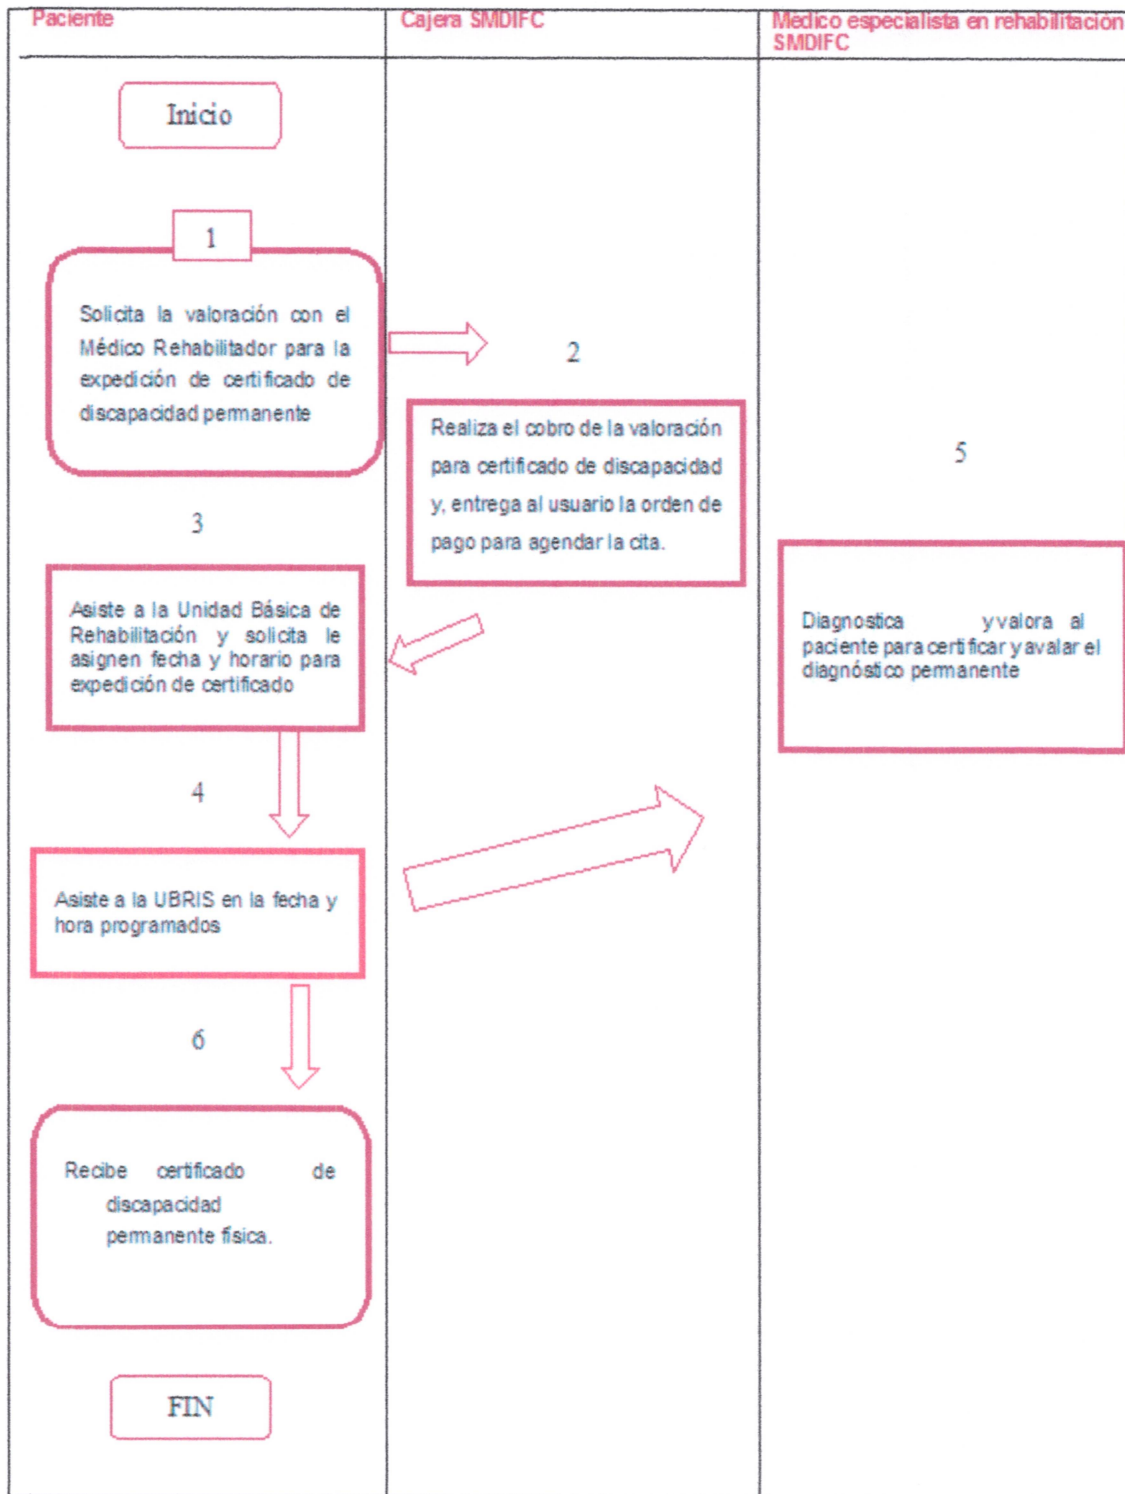 Paciente
Cajera SMDIFC
Médico especialista en rehabilitación
SMDIFC
Inicio
1
Solicita la valoración con el
Médico Rehabilitador para la
expedición de certificado de
discapacidad permanente
2
Realiza el cobro de la valoración
para certificado de discapacidad
y, entrega al usuario la orden de
pago para agendar la cita.
3
Asiste a la Unidad Básica de
Rehabilitación y solicita le
asignen fecha y horario para
expedición de certificado
4
Asiste a la UBRIS en la fecha y
hora programados
5
Diagnostica y valora al
paciente para certificar y avalar el
diagnóstico permanente
6
Recibe certificado de
discapacidad
permanente física.
FIN